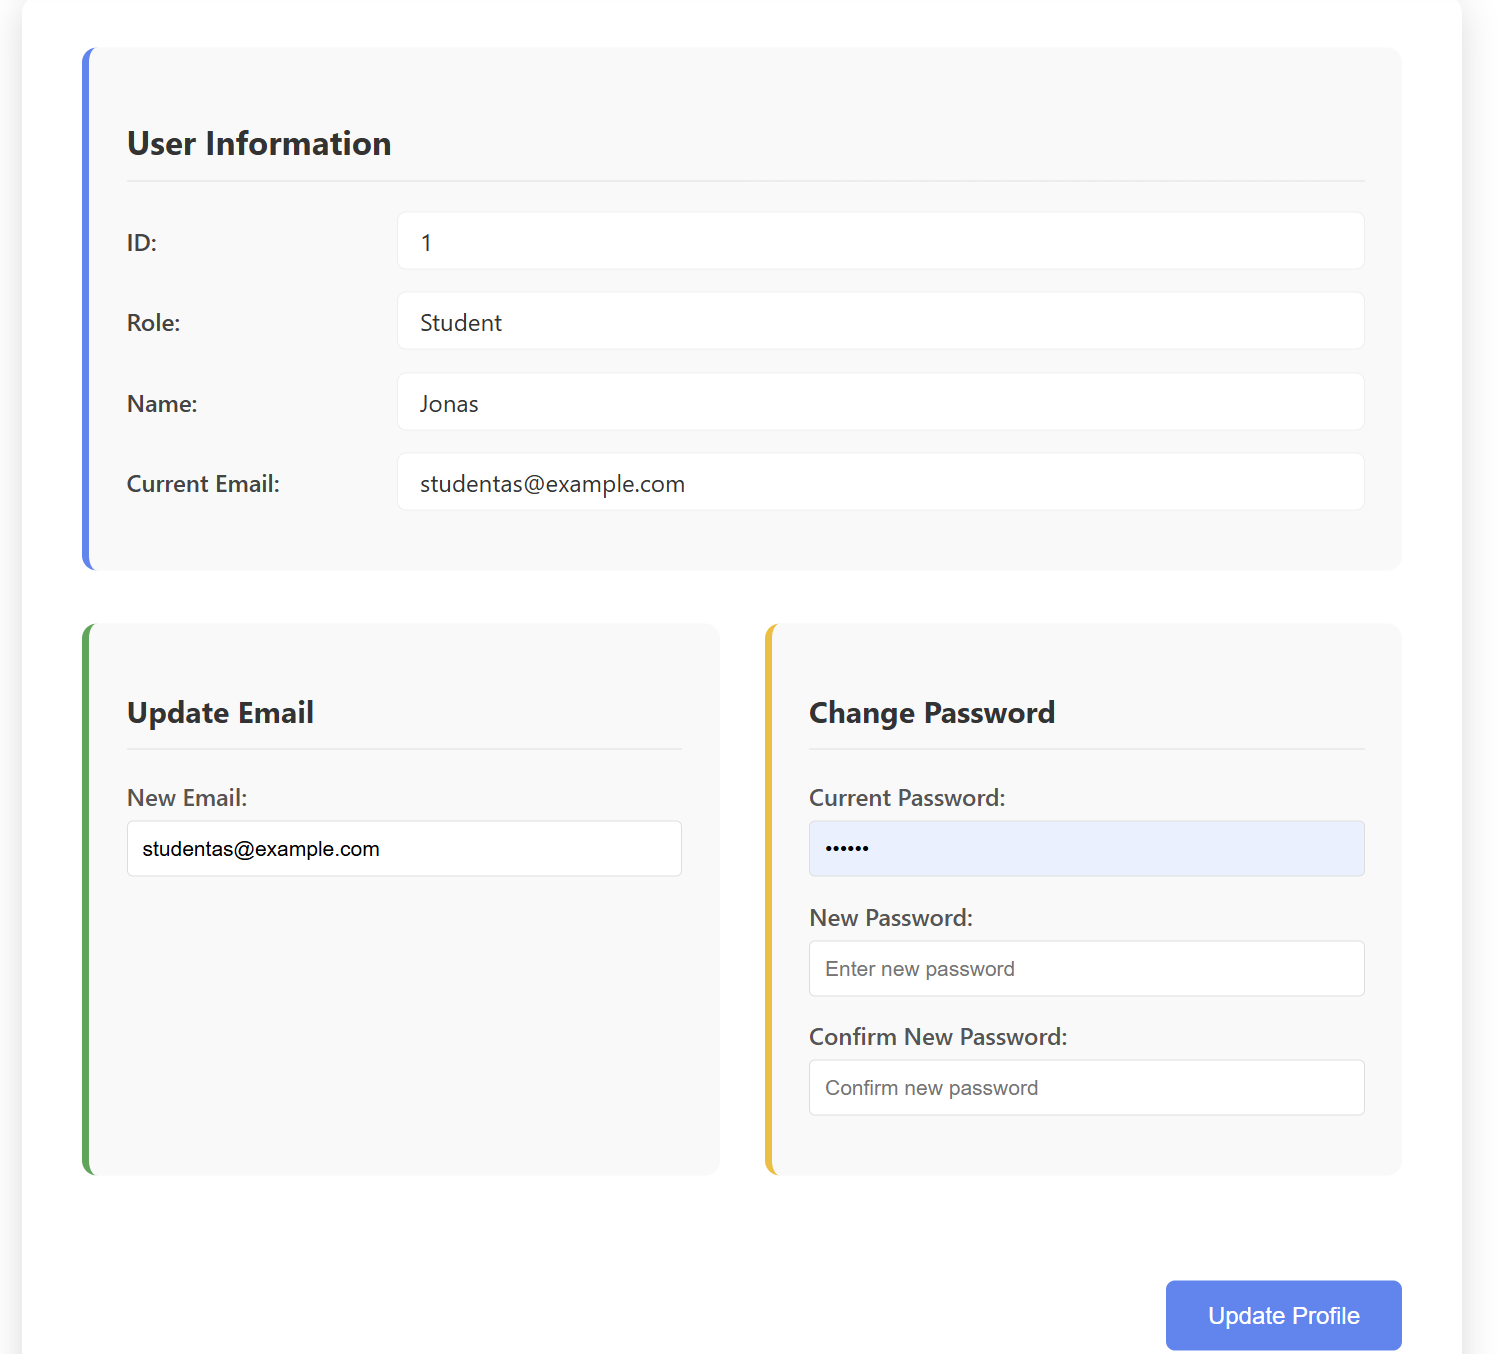 User Information
ID:
1
Role:
Student
Name:
Jonas
Current Email:
studentas@example.com
Update Email
New Email:
studentas@example.com
Change Password
Current Password:
••••••
New Password:
Enter new password
Confirm New Password:
Confirm new password
Update Profile